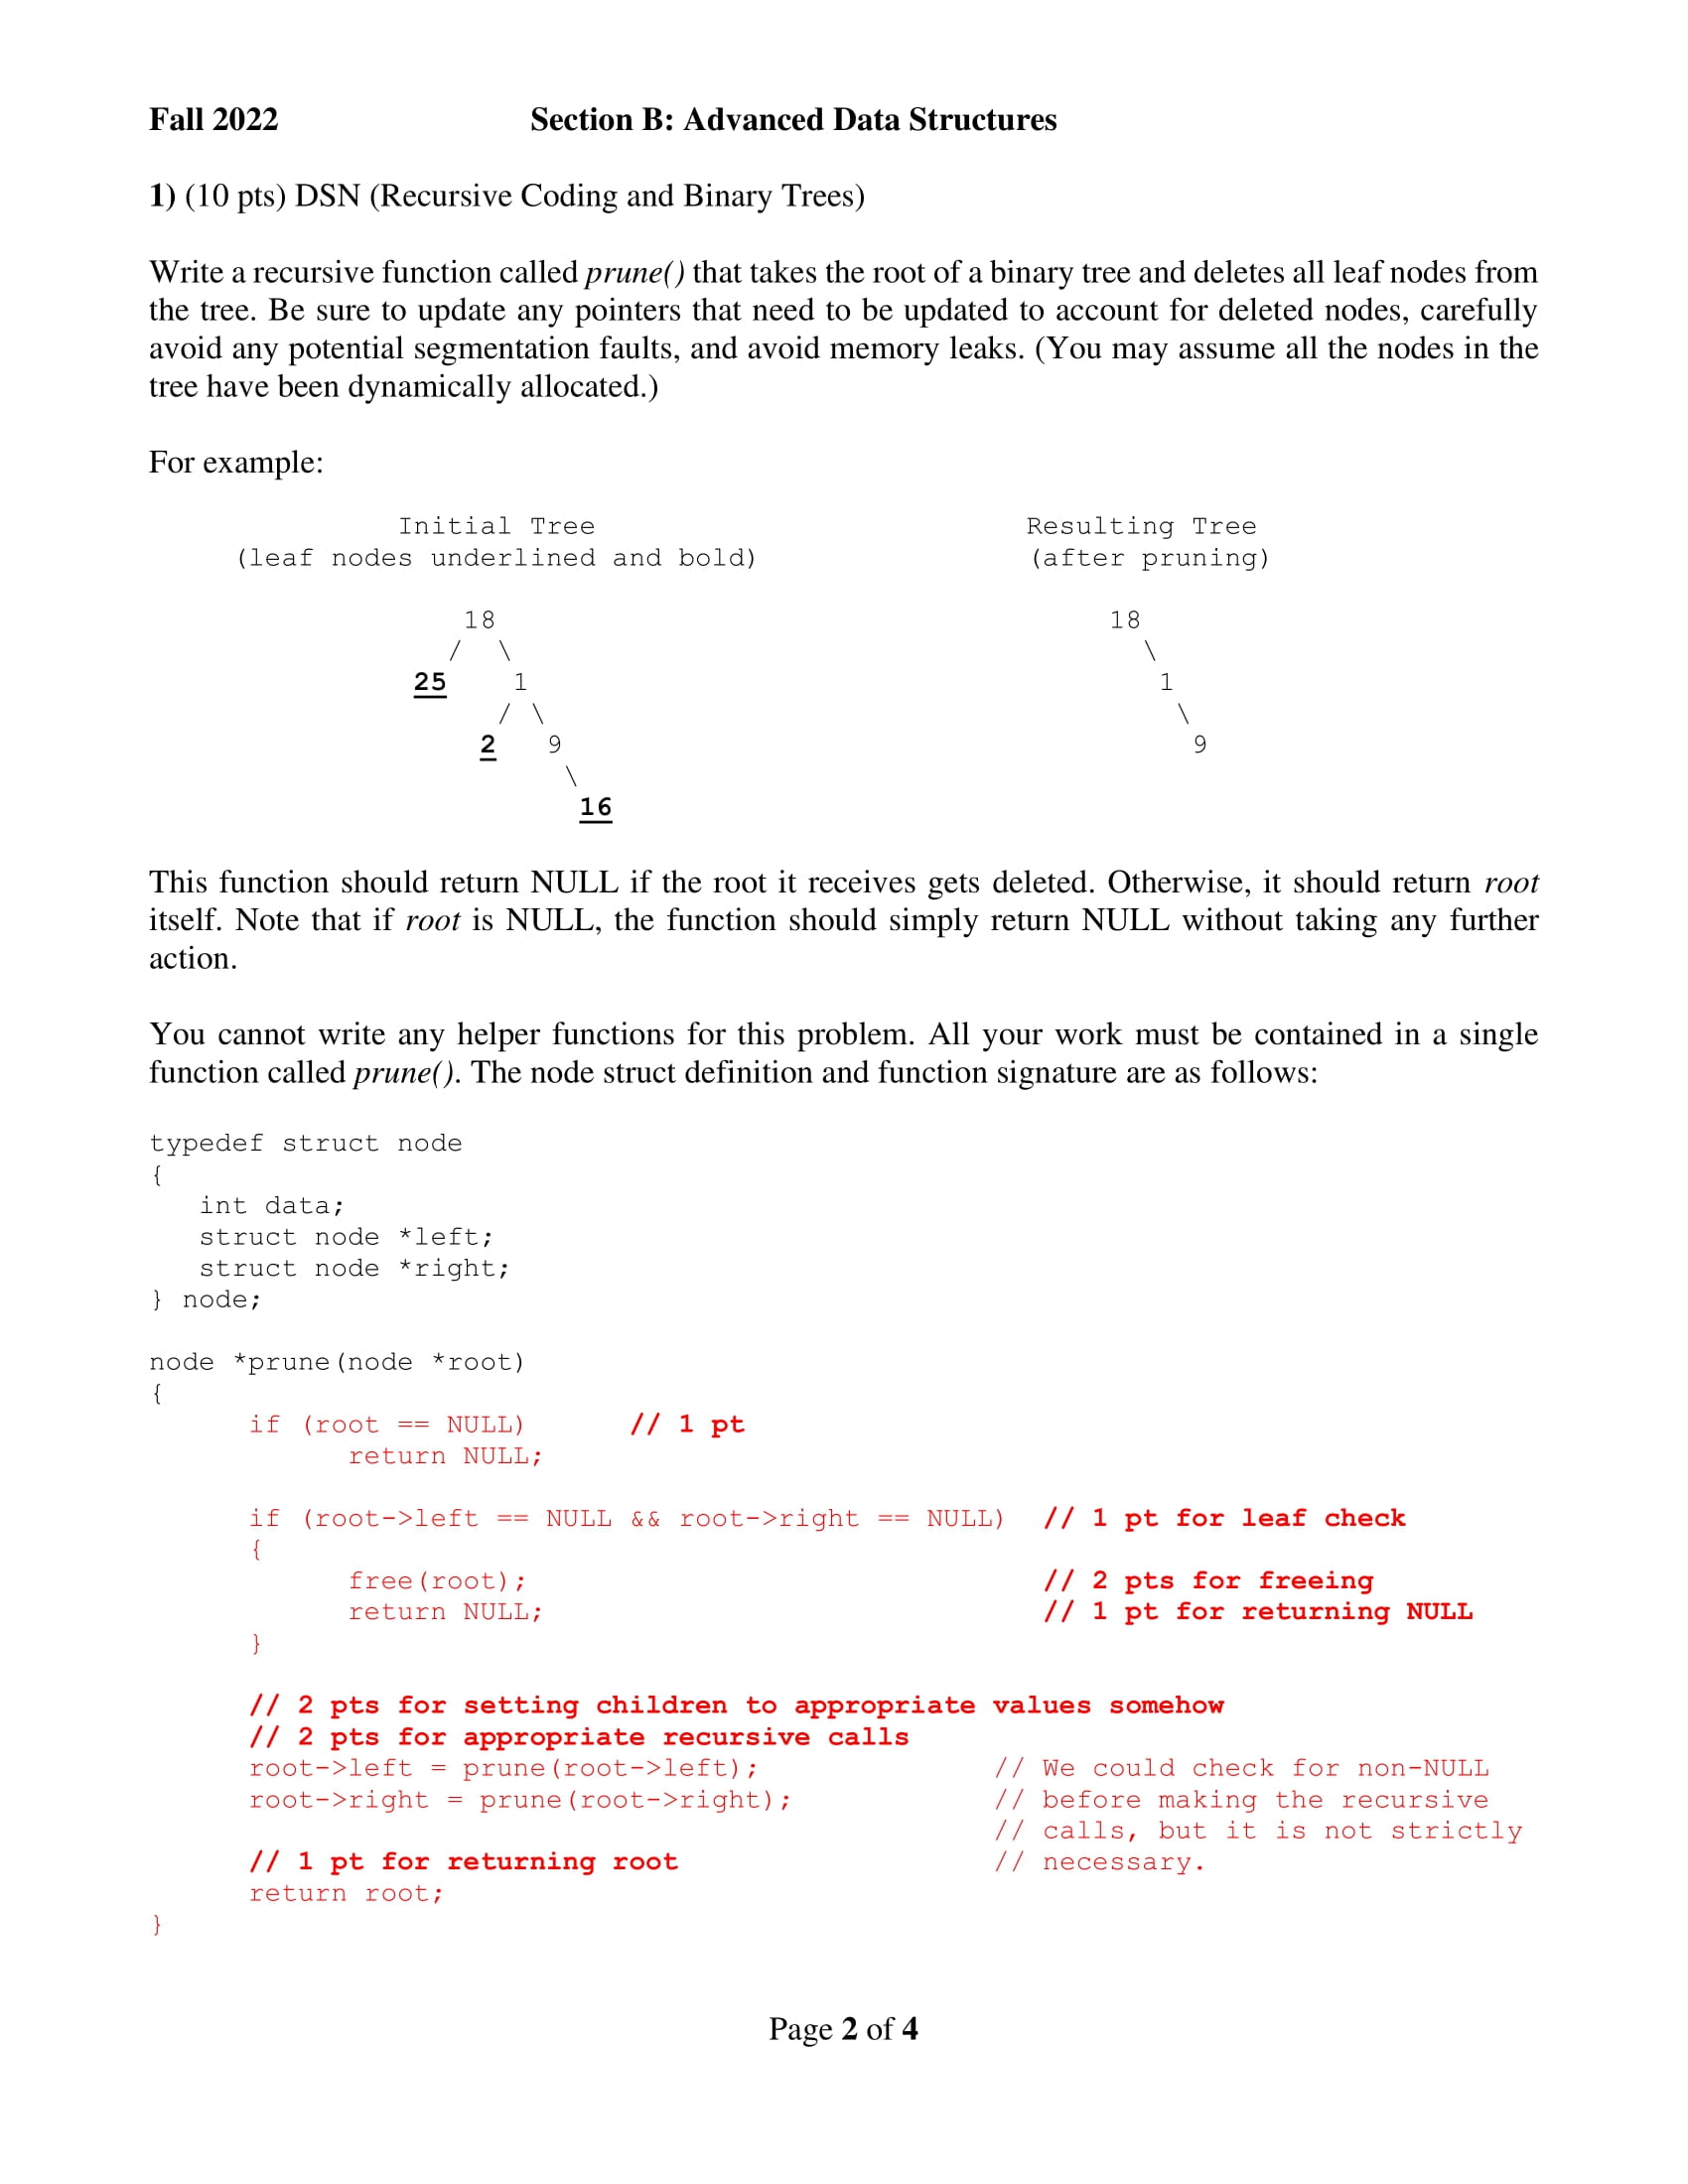 Fall 2022 Section B: Advanced Data Structures
1) (10 pts) DSN (Recursive Coding and Binary Trees)
Write a recursive function called prune() that takes the root of a binary tree and deletes all leaf nodes from
the tree. Be sure to update any pointers that need to be updated to account for deleted nodes, carefully
avoid any potential segmentation faults, and avoid memory leaks. (You may assume all the nodes in the
tree have been dynamically allocated.)
For example:
Initial Tree Resulting Tree
(leaf nodes underlined and bold) (after pruning)
18 18
/ \ \
25 1 1
/ \ \
2 9 9
\
16
This function should return NULL if the root it receives gets deleted. Otherwise, it should return root
itself. Note that if root is NULL, the function should simply return NULL without taking any further
action.
You cannot write any helper functions for this problem. All your work must be contained in a single
function called prune(). The node struct definition and function signature are as follows:
typedef struct node
{
int data;
struct node *left;
struct node *right;
} node;
node *prune(node *root)
{
if (root == NULL) // 1 pt
return NULL;
if (root->left == NULL && root->right == NULL) // 1 pt for leaf check
{
free(root); // 2 pts for freeing
return NULL; // 1 pt for returning NULL
}
// 2 pts for setting children to appropriate values somehow
// 2 pts for appropriate recursive calls
root->left = prune(root->left); // We could check for non-NULL
root->right = prune(root->right); // before making the recursive
// calls, but it is not strictly
// 1 pt for returning root // necessary.
return root;
}
Page 2 of 4